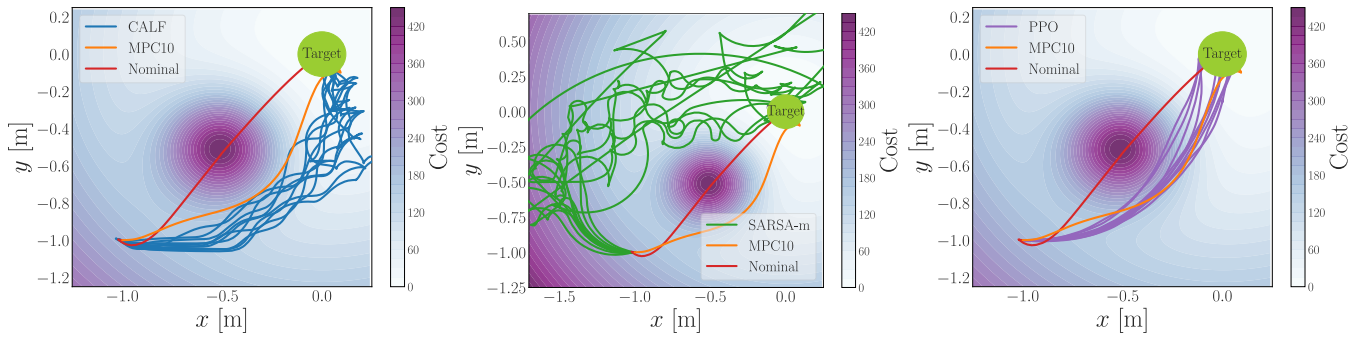 CALF
MPC10
Nominal
Target
0.2
0.0
−0.2
−0.4
−0.6
−0.8
−1.0
−1.2
y [m]
−1.0
−0.5
0.0
x [m]
420
360
300
240
180
120
60
0
Cost
Target
SARSA-m
MPC10
Nominal
0.50
0.25
0.00
−0.25
−0.50
−0.75
−1.00
−1.25
y [m]
−1.5
−1.0
−0.5
0.0
x [m]
420
360
300
240
180
120
60
0
Cost
PPO
MPC10
Nominal
Target
0.2
0.0
−0.2
−0.4
−0.6
−0.8
−1.0
−1.2
y [m]
−1.0
−0.5
0.0
x [m]
420
360
300
240
180
120
60
0
Cost